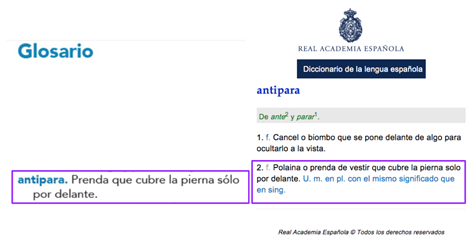 Glosario
antipara. Prenda que cubre la pierna sólo
por delante.
REAL ACADEMIA ESPAÑOLA
Diccionario de la lengua española
antipara
De ante2 y parar1.
1. f. Cancel o biombo que se pone delante de algo para
ocultarlo a la vista.
2. f. Polaina o prenda de vestir que cubre la pierna solo
por delante. U. m. en pl. con el mismo significado que
en sing.
Real Academia Española © Todos los derechos reservados